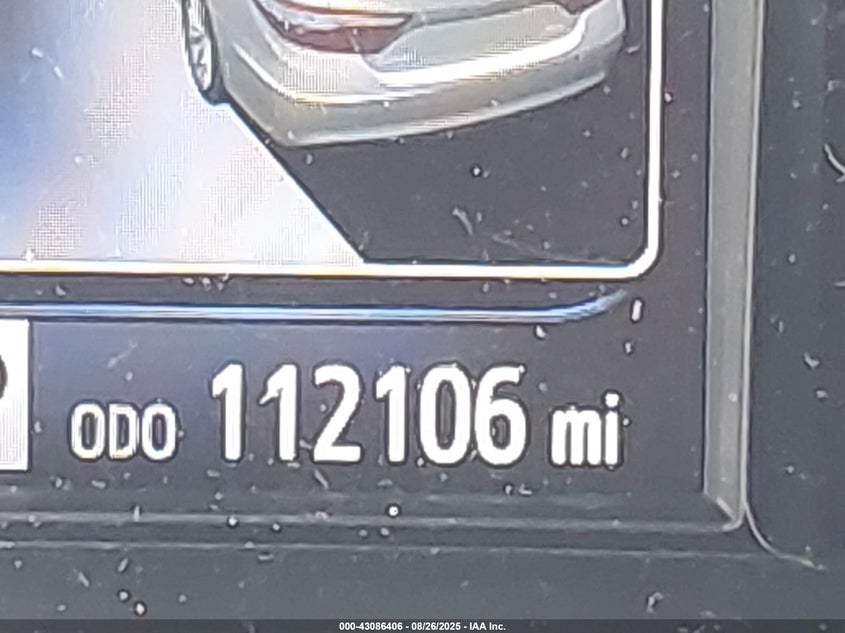 ODO 112106 mi
000-43086406 - 08/26/2025 - IAA Inc.